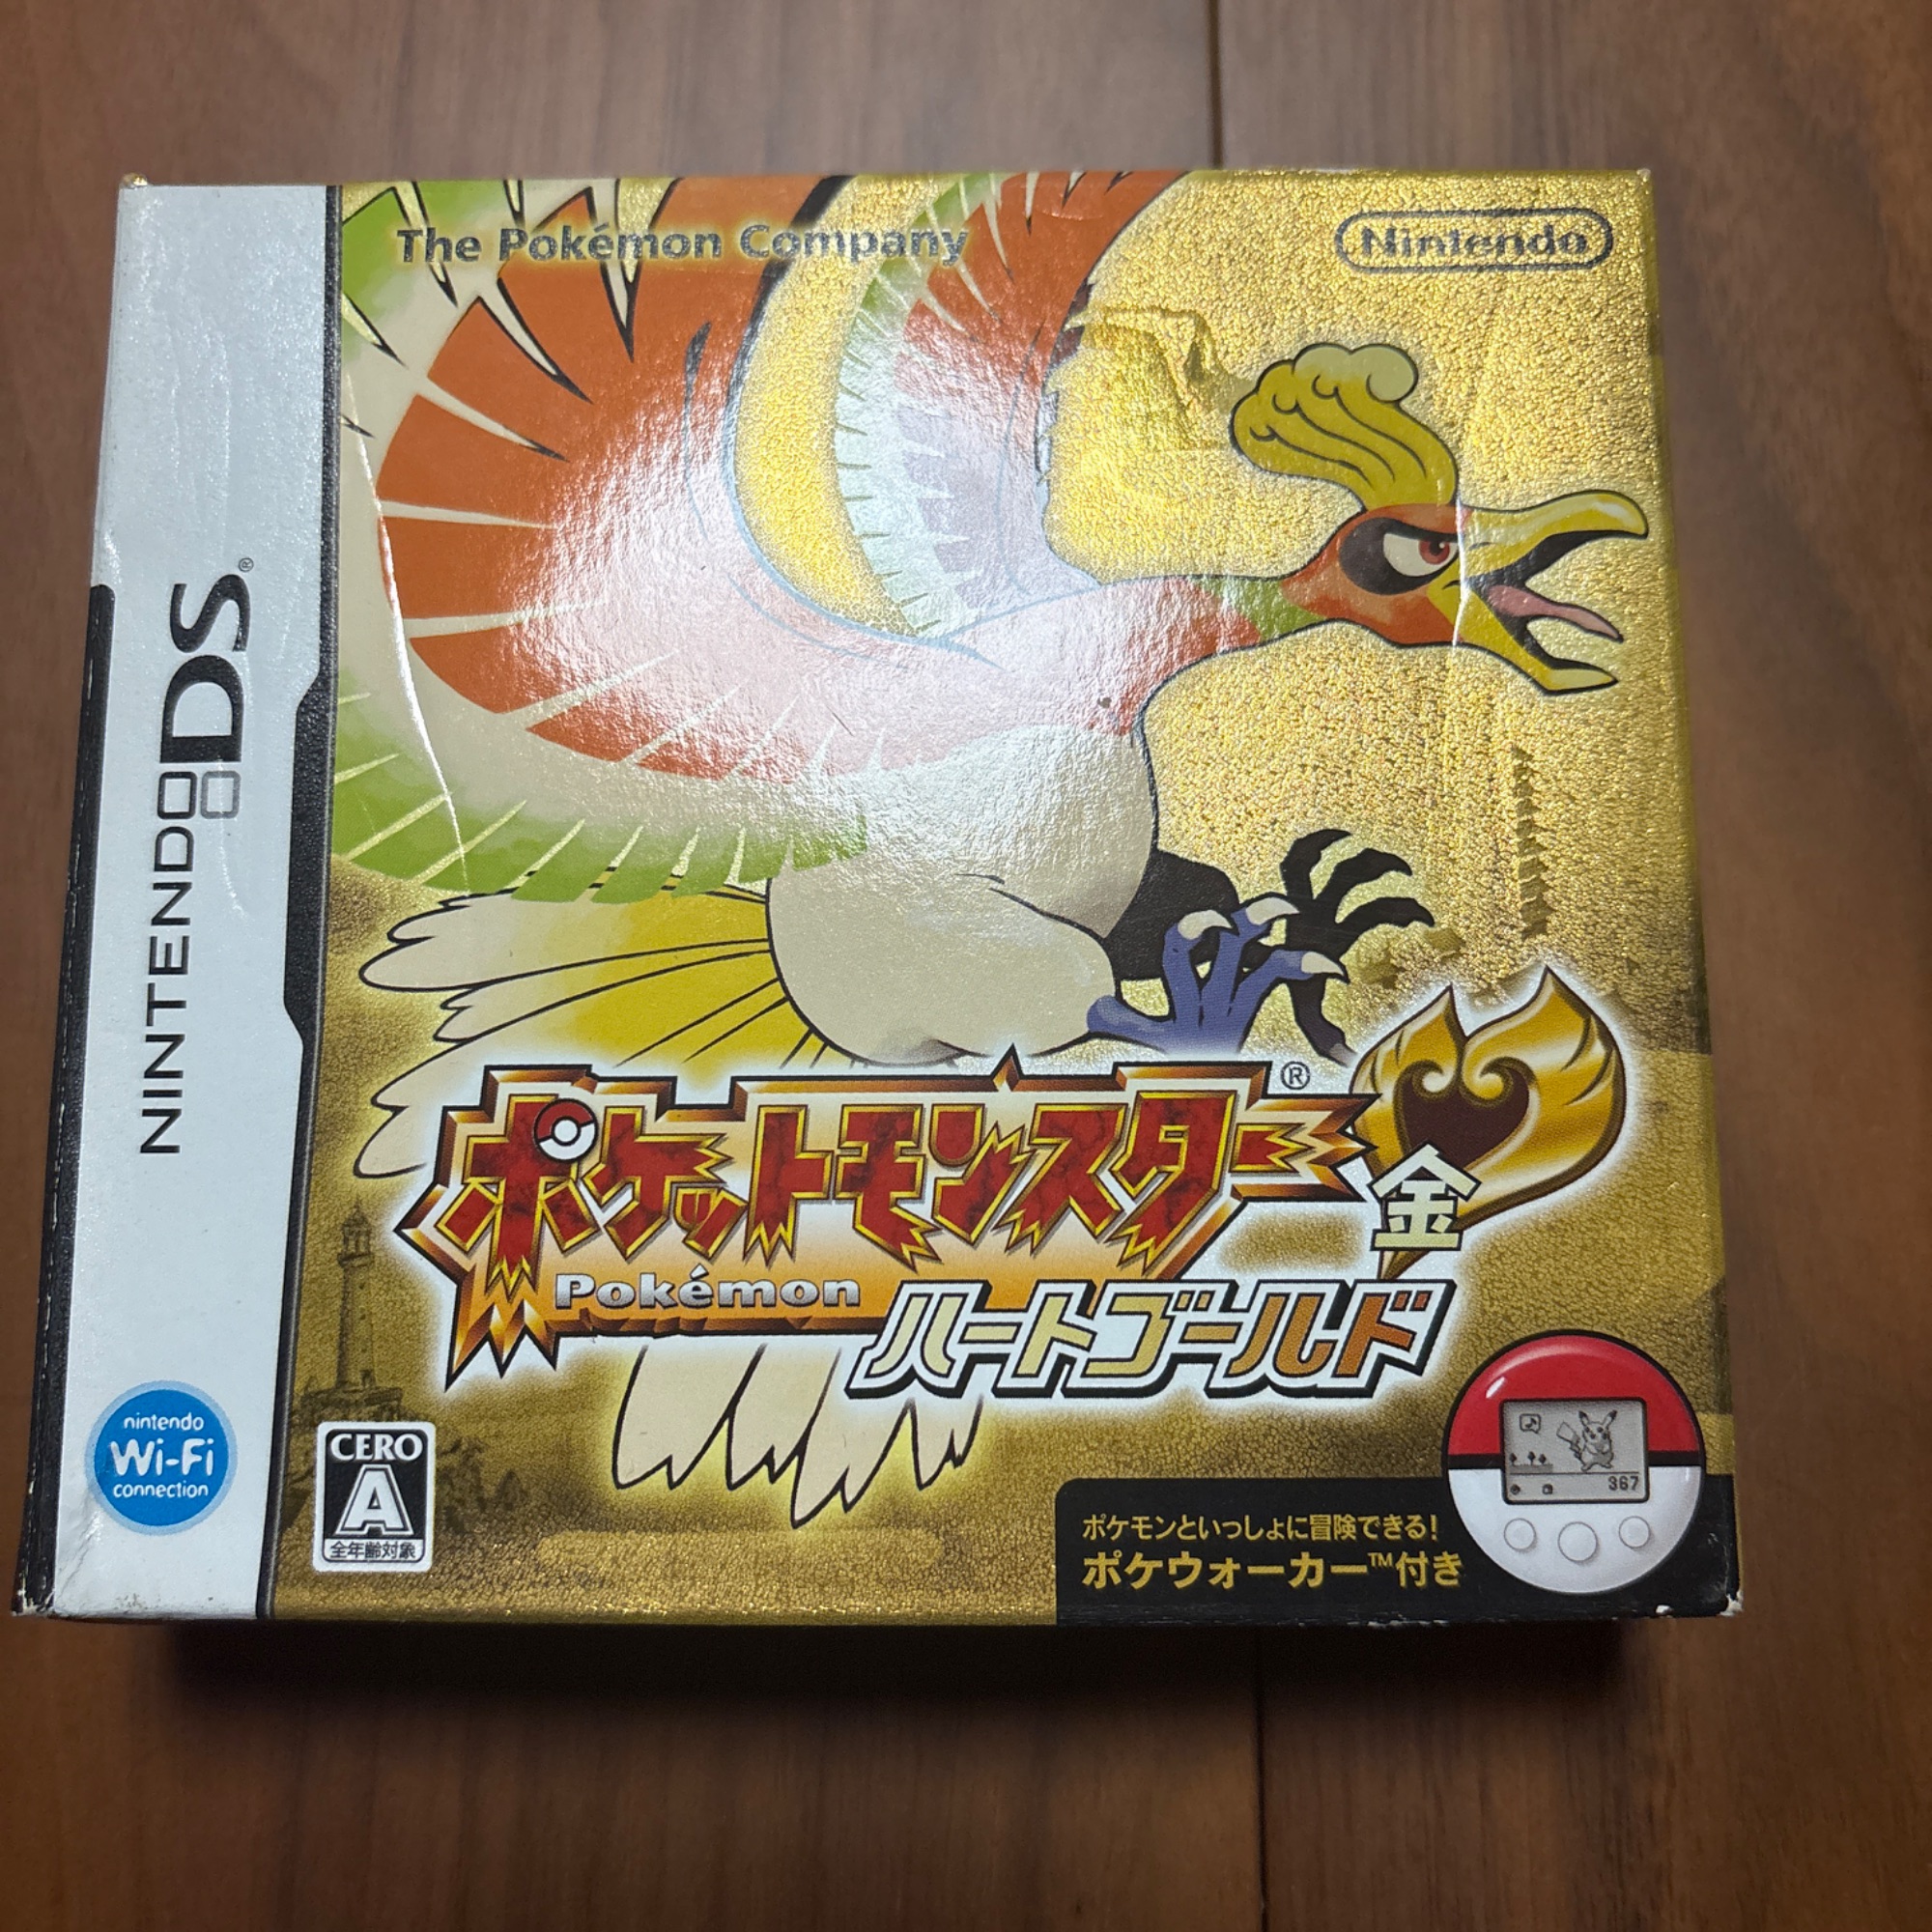 The Pokémon Company
Nintendo
NINTENDO DS®
ポケットモンスター®
金
Pokémon
ハートゴールド
nintendo
Wi-Fi
connection
CERO
A
全年齢対象
367
ポケモンといっしょに冒険できる!
ポケウォーカー™付き